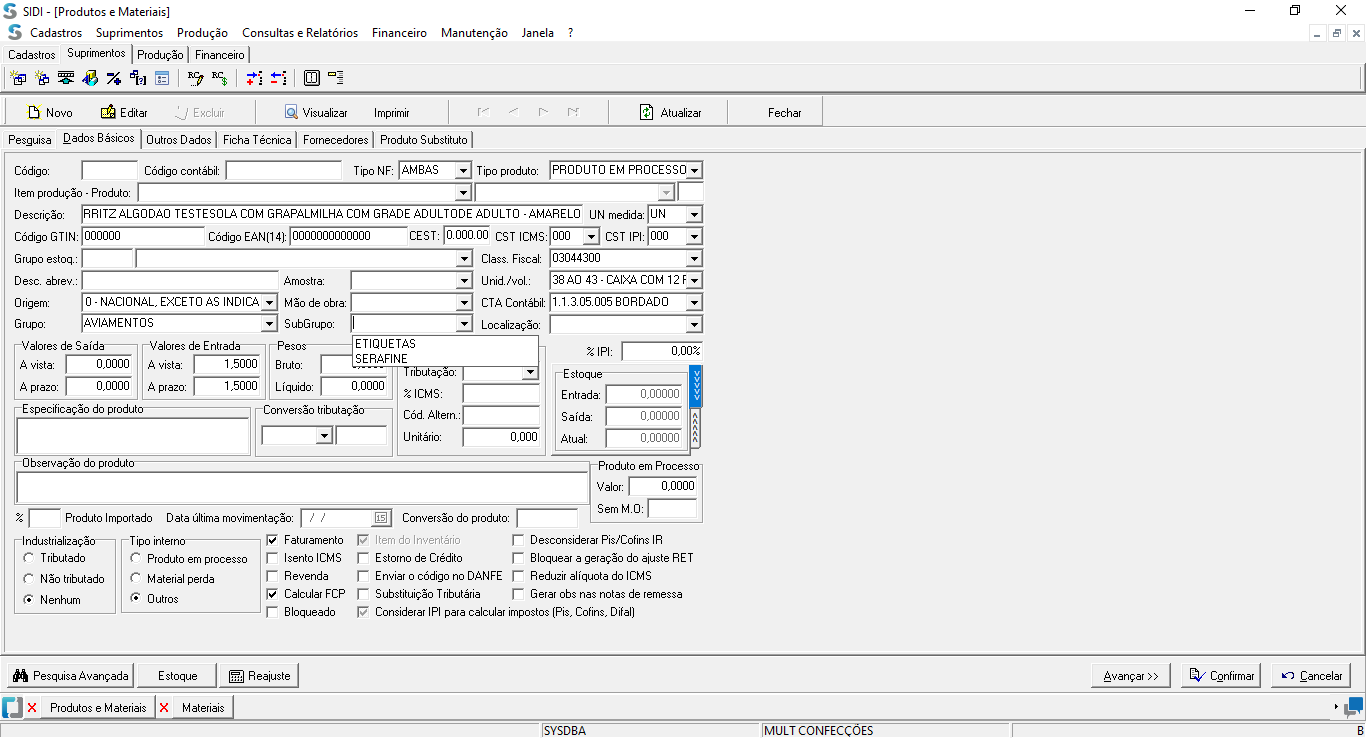 SIDI - [Produtos e Materiais]
Cadastros Suprimentos Produção Consultas e Relatórios Financeiro Manutenção Janela ?
Cadastros Suprimentos Produção Financeiro
Novo Editar Excluir Visualizar Imprimir Atualizar Fechar
Pesquisa Dados Básicos Outros Dados Ficha Técnica Fornecedores Produto Substituto
Código: Código contábil: Tipo NF: AMBAS Tipo produto: PRODUTO EM PROCESSO
Item produção - Produto:
Descrição: RRITZ ALGODAO TESTESOLA COM GRAPALMILHA COM GRADE ADULTODE ADULTO - AMARELO UN medida: UN
Código GTIN: 000000 Código EAN(14): 0000000000000 CEST: 0.000.00 CST ICMS: 000 CST IPI: 000
Grupo estoq.: Class. Fiscal: 03044300
Desc. abrev.: Amostra: Unid./vol.: 38 AO 43 - CAIXA COM 12 F
Origem: 0 - NACIONAL, EXCETO AS INDICA Mão de obra: CTA Contábil: 1.1.3.05.005 BORDADO
Grupo: AVIAMENTOS SubGrupo: Localização:
ETIQUETAS
SERAFINE
Valores de Saída Valores de Entrada Pesos
A vista: 0,0000 A vista: 1,5000 Bruto: % IPI: 0,00%
A prazo: 0,0000 A prazo: 1,5000 Líquido: 0,0000
Tributação:
% ICMS:
Cód. Altern.:
Unitário: 0,000
Estoque
Entrada: 0,00000
Saída: 0,00000
Atual: 0,00000
Especificação do produto Conversão tributação
Observação do produto
Produto em Processo
Valor: 0,0000
Sem M.O:
% Produto Importado Data última movimentação: / / 15 Conversão do produto:
Industrialização
Tributado
Não tributado
Nenhum
Tipo interno
Produto em processo
Material perda
Outros
Faturamento Item do Inventário Desconsiderar Pis/Cofins IR
Isento ICMS Estorno de Crédito Bloquear a geração do ajuste RET
Revenda Enviar o código no DANFE Reduzir alíquota do ICMS
Calcular FCP Substituição Tributária Gerar obs nas notas de remessa
Bloqueado Considerar IPI para calcular impostos (Pis, Cofins, Difal)
Pesquisa Avançada Estoque Reajuste Avançar >> Confirmar Cancelar
Produtos e Materiais Materiais
SYSDBA MULT CONFECÇÕES B